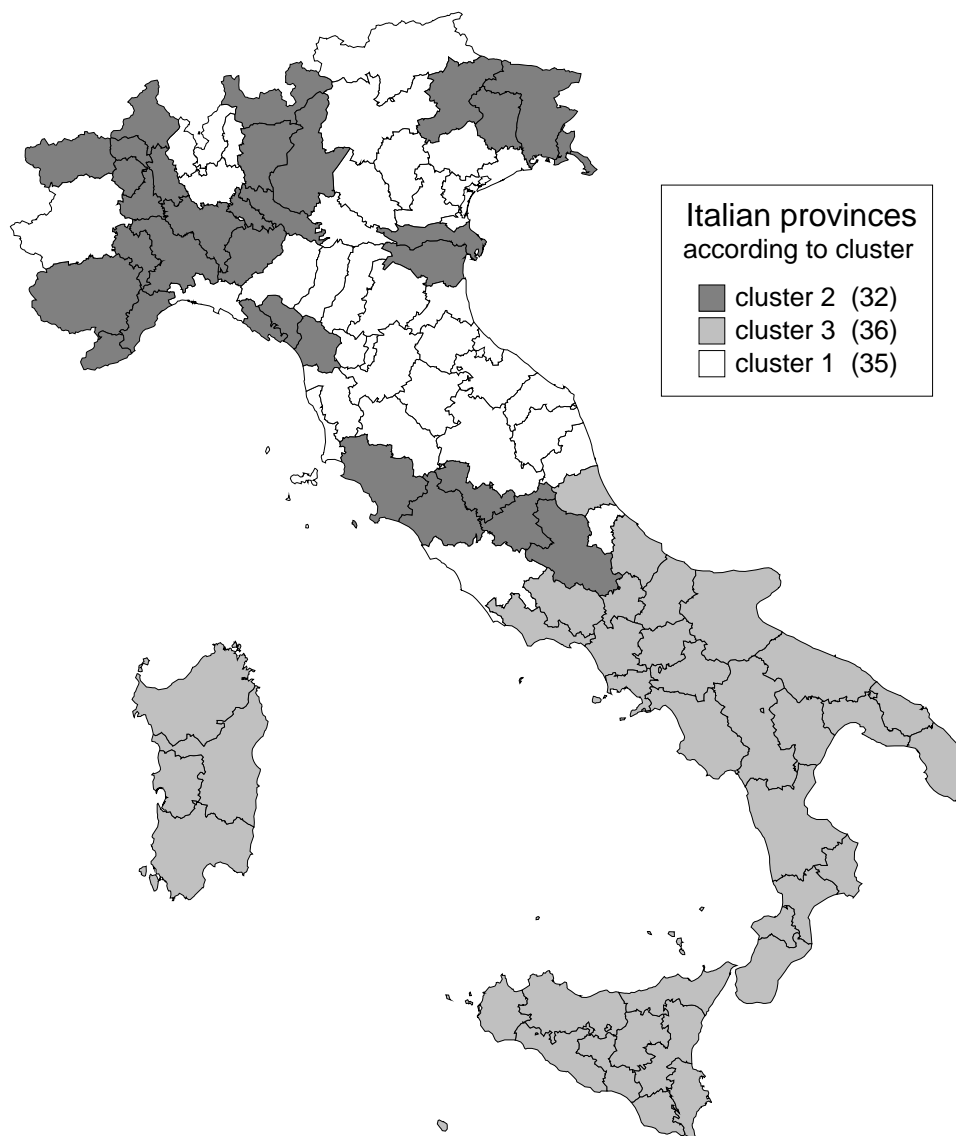 Italian provinces
according to cluster
cluster 2 (32)
cluster 3 (36)
cluster 1 (35)